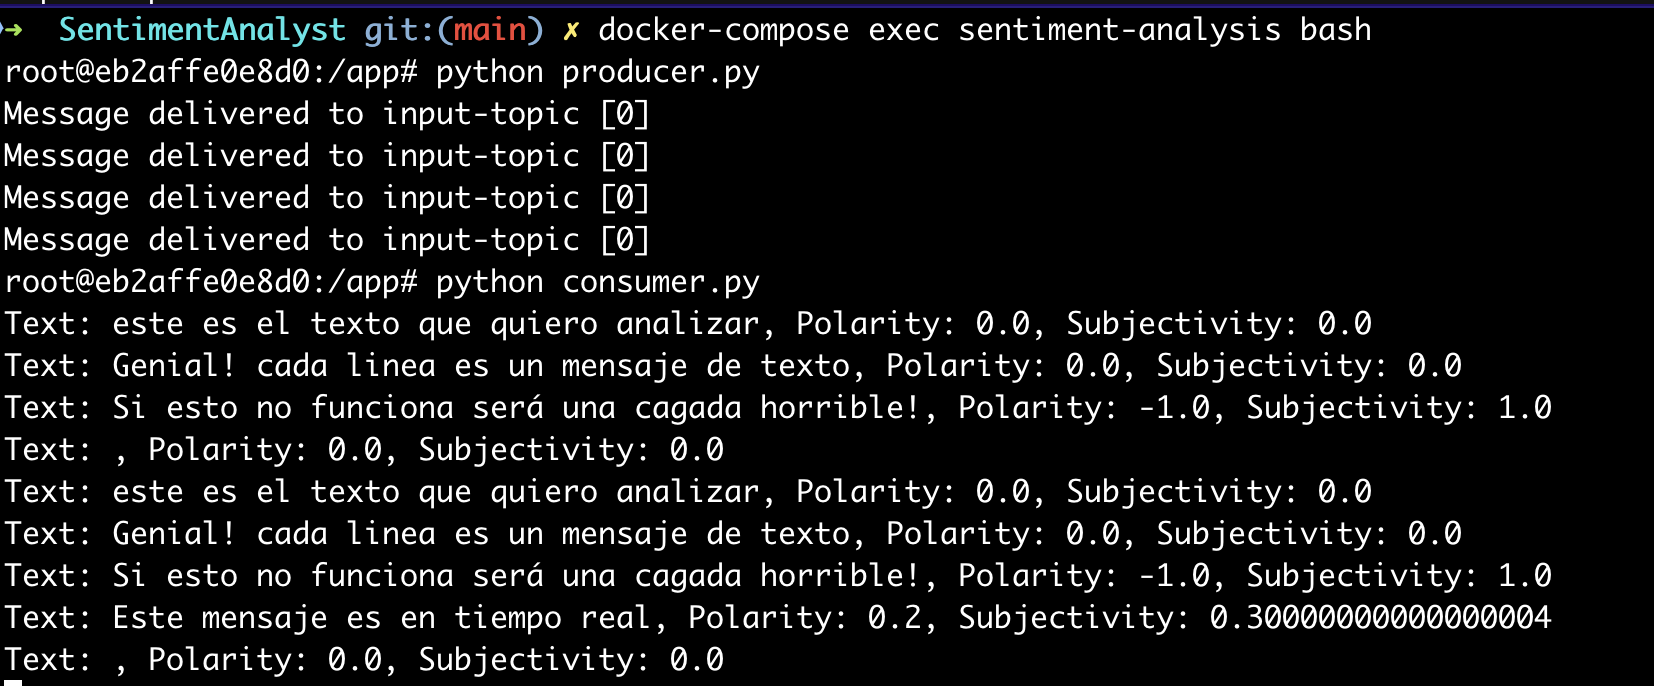 ➜  SentimentAnalyst git:(main) ✗ docker-compose exec sentiment-analysis bash
root@eb2affe0e8d0:/app# python producer.py
Message delivered to input-topic [0]
Message delivered to input-topic [0]
Message delivered to input-topic [0]
Message delivered to input-topic [0]
root@eb2affe0e8d0:/app# python consumer.py
Text: este es el texto que quiero analizar, Polarity: 0.0, Subjectivity: 0.0
Text: Genial! cada linea es un mensaje de texto, Polarity: 0.0, Subjectivity: 0.0
Text: Si esto no funciona será una cagada horrible!, Polarity: -1.0, Subjectivity: 1.0
Text: , Polarity: 0.0, Subjectivity: 0.0
Text: este es el texto que quiero analizar, Polarity: 0.0, Subjectivity: 0.0
Text: Genial! cada linea es un mensaje de texto, Polarity: 0.0, Subjectivity: 0.0
Text: Si esto no funciona será una cagada horrible!, Polarity: -1.0, Subjectivity: 1.0
Text: Este mensaje es en tiempo real, Polarity: 0.2, Subjectivity: 0.30000000000000004
Text: , Polarity: 0.0, Subjectivity: 0.0